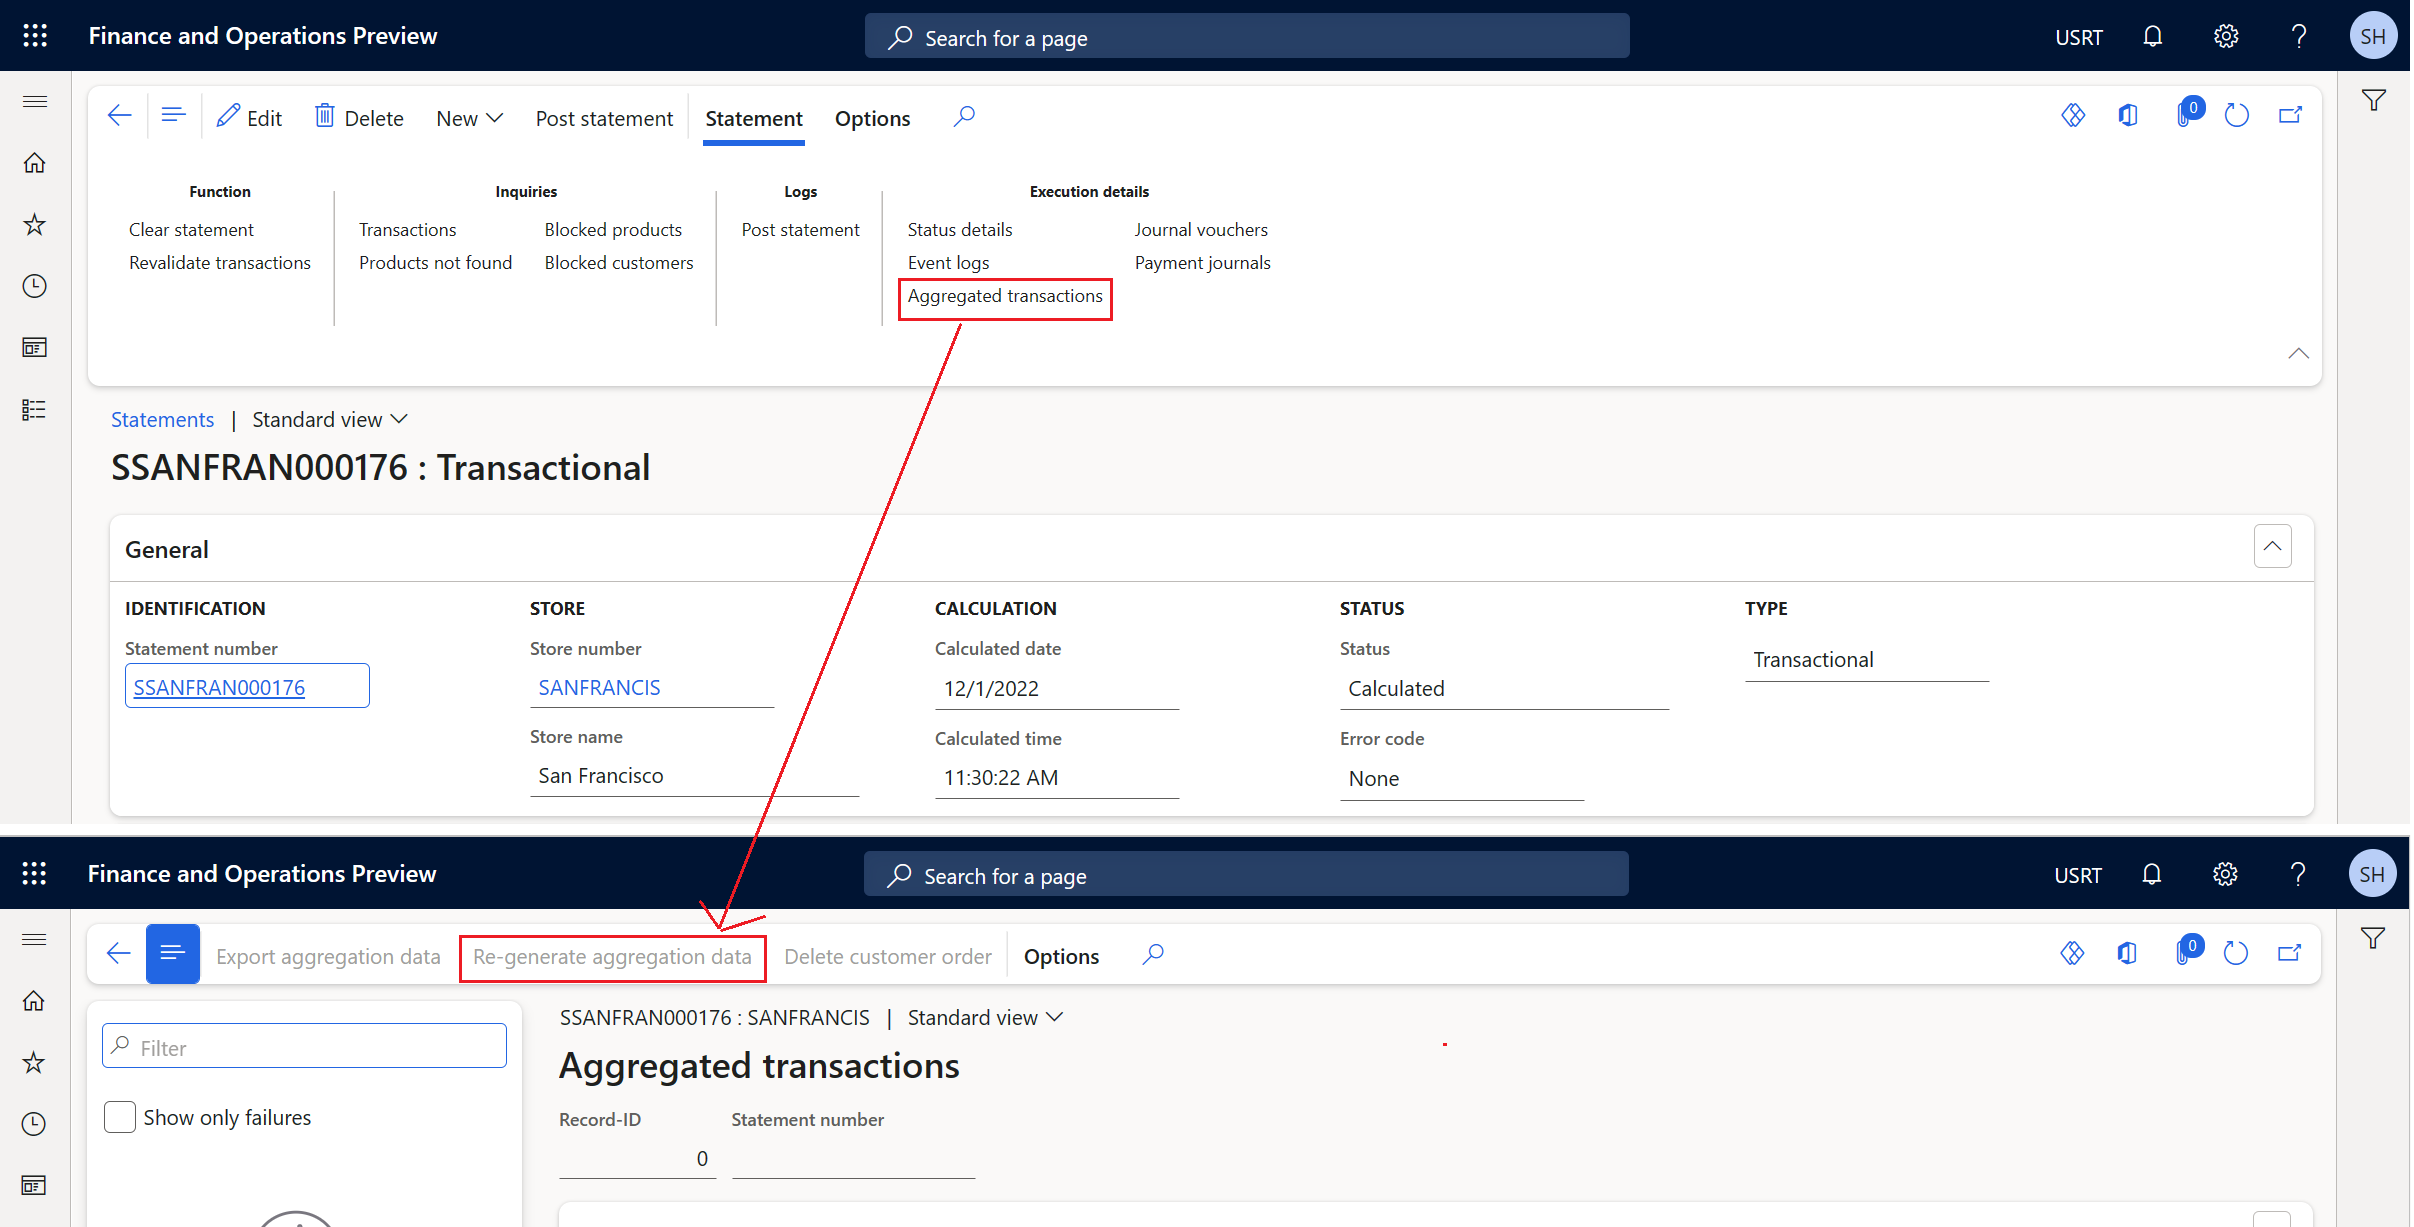 Finance and Operations Preview
Search for a page
USRT
SH
Edit
Delete
New
Post statement
Statement
Options
0
Function
Clear statement
Revalidate transactions
Inquiries
Transactions
Blocked products
Products not found
Blocked customers
Logs
Post statement
Execution details
Status details
Journal vouchers
Event logs
Payment journals
Aggregated transactions
Statements | Standard view
SSANFRAN000176 : Transactional
General
IDENTIFICATION
Statement number
SSANFRAN000176
STORE
Store number
SANFRANCIS
Store name
San Francisco
CALCULATION
Calculated date
12/1/2022
Calculated time
11:30:22 AM
STATUS
Status
Calculated
Error code
None
TYPE
Transactional
Finance and Operations Preview
Search for a page
USRT
SH
Export aggregation data
Re-generate aggregation data
Delete customer order
Options
0
Filter
Show only failures
SSANFRAN000176 : SANFRANCIS | Standard view
Aggregated transactions
Record-ID
0
Statement number